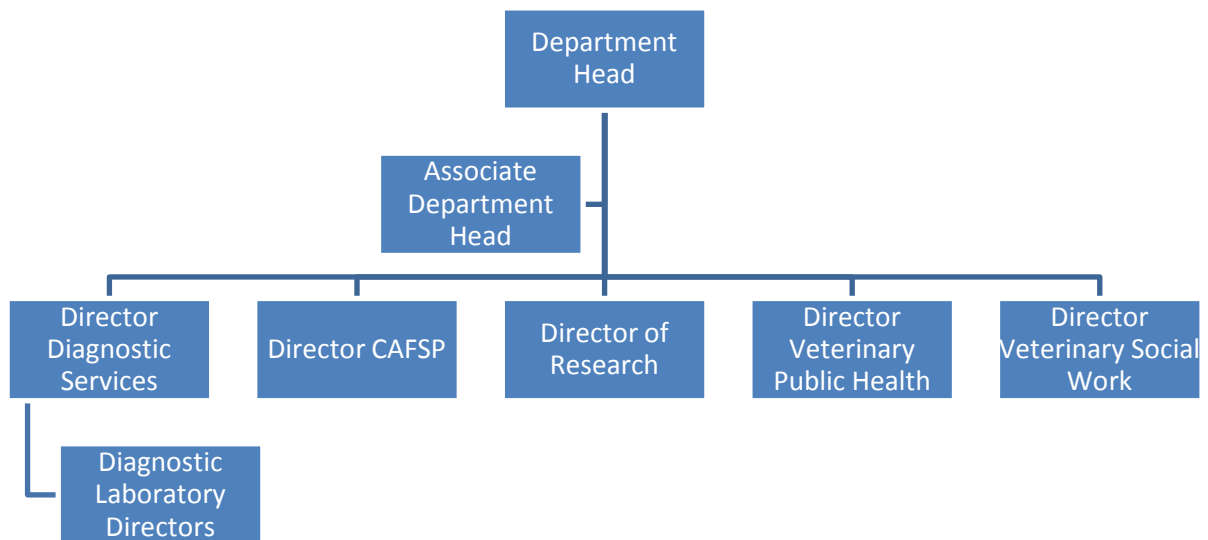 Department
Head
Associate
Department
Head
Director
Diagnostic
Services
Director CAFSP
Director of
Research
Director
Veterinary
Public Health
Director
Veterinary Social
Work
Diagnostic
Laboratory
Directors